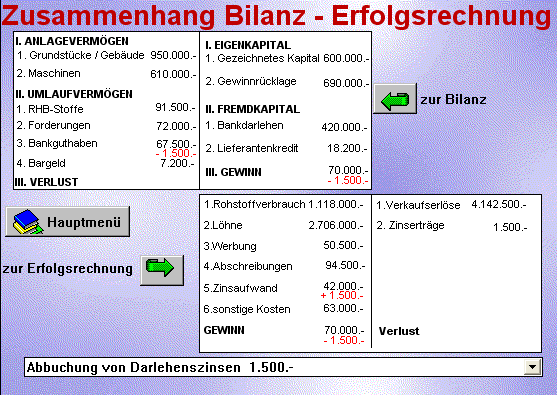 Zusammenhang Bilanz - Erfolgsrechnung
I. ANLAGEVERMÖGEN
1. Grundstücke / Gebäude 950.000.-
2. Maschinen 610.000.-
II. UMLAUFVERMÖGEN
1. RHB-Stoffe 91.500.-
2. Forderungen 72.000.-
3. Bankguthaben 67.500.-
- 1.500.-
4. Bargeld 7.200.-
III. VERLUST
I. EIGENKAPITAL
1. Gezeichnetes Kapital 600.000.-
2. Gewinnrücklage 690.000.-
II. FREMDKAPITAL
1. Bankdarlehen 420.000.-
2. Lieferantenkredit 18.200.-
III. GEWINN 70.000.-
- 1.500.-
zur Bilanz
Hauptmenü
zur Erfolgsrechnung
1.Rohstoffverbrauch 1.118.000.-
2.Löhne 2.706.000.-
3.Werbung 50.500.-
4.Abschreibungen 94.500.-
5.Zinsaufwand 42.000.-
+ 1.500.-
6.sonstige Kosten 63.000.-
GEWINN 70.000.-
- 1.500.-
1.Verkaufserlöse 4.142.500.-
2. Zinserträge 1.500.-
Verlust
Abbuchung von Darlehenszinsen 1.500.-